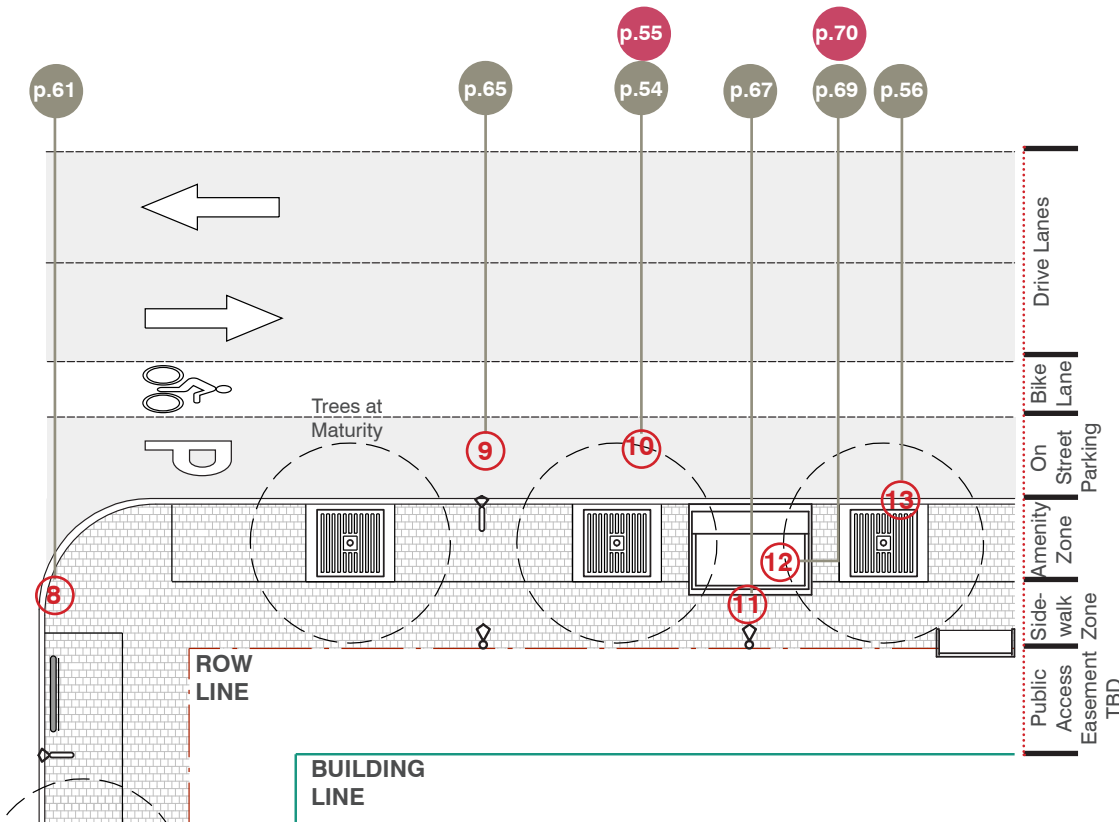 p.55
p.70
p.61
p.65
p.54
p.67
p.69
p.56
Drive Lanes
Bike
Lane
Trees at
Maturity
On
Street
Parking
9
10
13
Amenity
Zone
12
8
11
Side-
walk
Zone
ROW
LINE
Public
Access
Easement
TBD
BUILDING
LINE